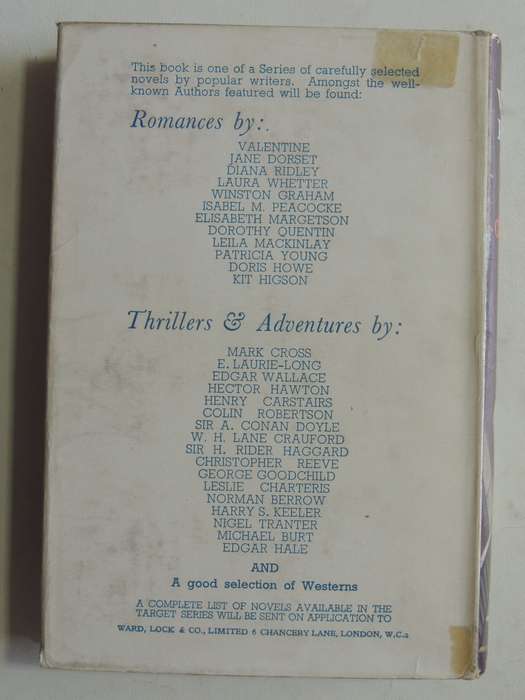 This book is one of a Series of carefully selected
novels by popular writers. Amongst the well-
known Authors featured will be found:
Romances by:.
VALENTINE
JANE DORSET
DIANA RIDLEY
LAURA WHETTER
WINSTON GRAHAM
ISABEL M. PEACOCKE
ELISABETH MARGETSON
DOROTHY QUENTIN
LEILA MACKINLAY
PATRICIA YOUNG
DORIS HOWE
KIT HIGSON
Thrillers & Adventures by:
MARK CROSS
E. LAURIE-LONG
EDGAR WALLACE
HECTOR HAWTON
HENRY CARSTAIRS
COLIN ROBERTSON
SIR A. CONAN DOYLE
W. H. LANE CRAUFORD
SIR H. RIDER HAGGARD
CHRISTOPHER REEVE
GEORGE GOODCHILD
LESLIE CHARTERIS
NORMAN BERROW
HARRY S. KEELER
NIGEL TRANTER
MICHAEL BURT
EDGAR HALE
AND
A good selection of Westerns
A COMPLETE LIST OF NOVELS AVAILABLE IN THE
TARGET SERIES WILL BE SENT ON APPLICATION TO
WARD, LOCK & CO., LIMITED 6 CHANCERY LANE, LONDON, W.C.2